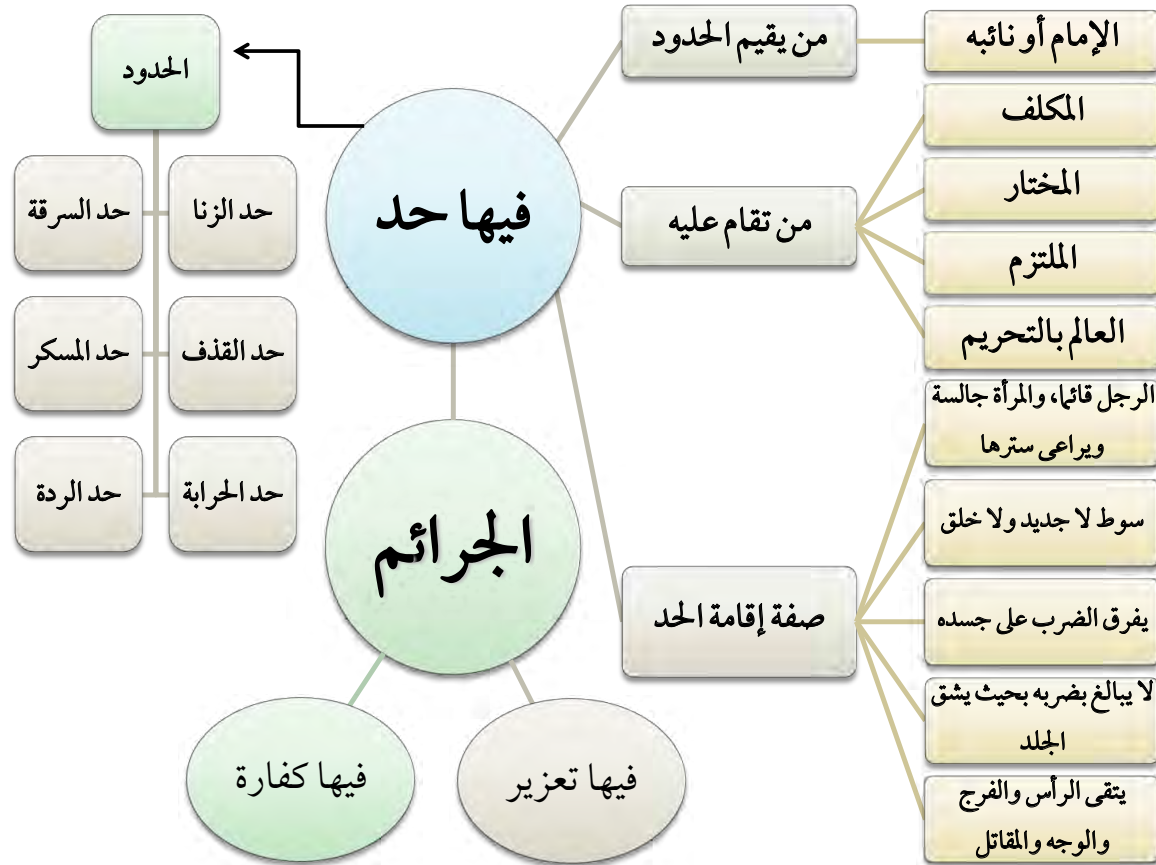 من يقيم الحدود
الإمام أو نائبه
من تقام عليه
المكلف
المختار
الملتزم
العالم بالتحريم
صفة إقامة الحد
الرجل قائما، والمرأة جالسة
ويراعى سترها
سوط لا جديد ولا خلق
يفرق الضرب على جسده
لا يبالغ بضربه بحيث يشق
الجلد
يتقى الرأس والفرج
والوجه والمقاتل
فيها حد
الحدود
حد الزنا
حد السرقة
حد القذف
حد المسكر
حد الحرابة
حد الردة
الجرائم
فيها تعزير
فيها كفارة